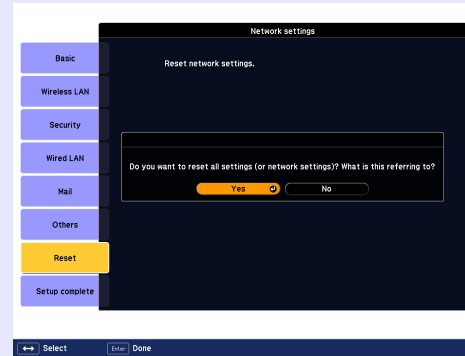 Network settings
Basic
Reset network settings.
Wireless LAN
Security
Wired LAN
Do you want to reset all settings (or network settings)? What is this referring to?
Yes No
Mail
Others
Reset
Setup complete
Select Enter Done